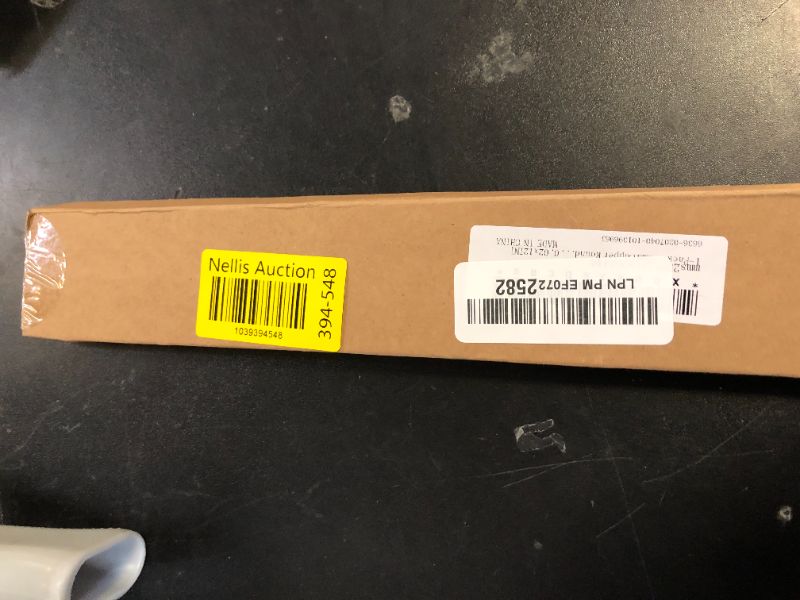 Nellis Auction
394-548
1039394548
LPN PM EF0722582
MADE IN CHINA